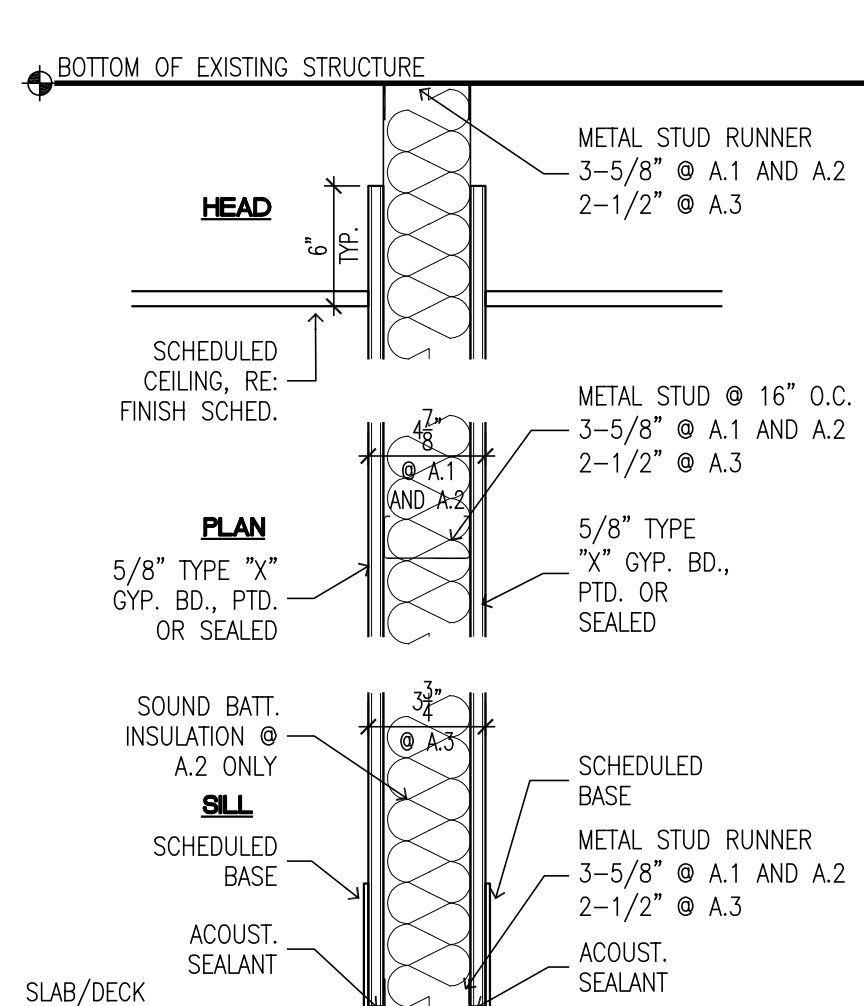 BOTTOM OF EXISTING STRUCTURE
METAL STUD RUNNER
3-5/8" @ A.1 AND A.2
2-1/2" @ A.3
HEAD
6"
TYP.
SCHEDULED
CEILING, RE:
FINISH SCHED.
METAL STUD @ 16" O.C.
3-5/8" @ A.1 AND A.2
2-1/2" @ A.3
4 7/8"
@ A.1
AND A.2
PLAN
5/8" TYPE "X"
GYP. BD., PTD.
OR SEALED
5/8" TYPE
"X" GYP. BD.,
PTD. OR
SEALED
3 3/4"
@ A.3
SOUND BATT.
INSULATION @
A.2 ONLY
SILL
SCHEDULED
BASE
SCHEDULED
BASE
METAL STUD RUNNER
3-5/8" @ A.1 AND A.2
2-1/2" @ A.3
ACOUST.
SEALANT
ACOUST.
SEALANT
SLAB/DECK